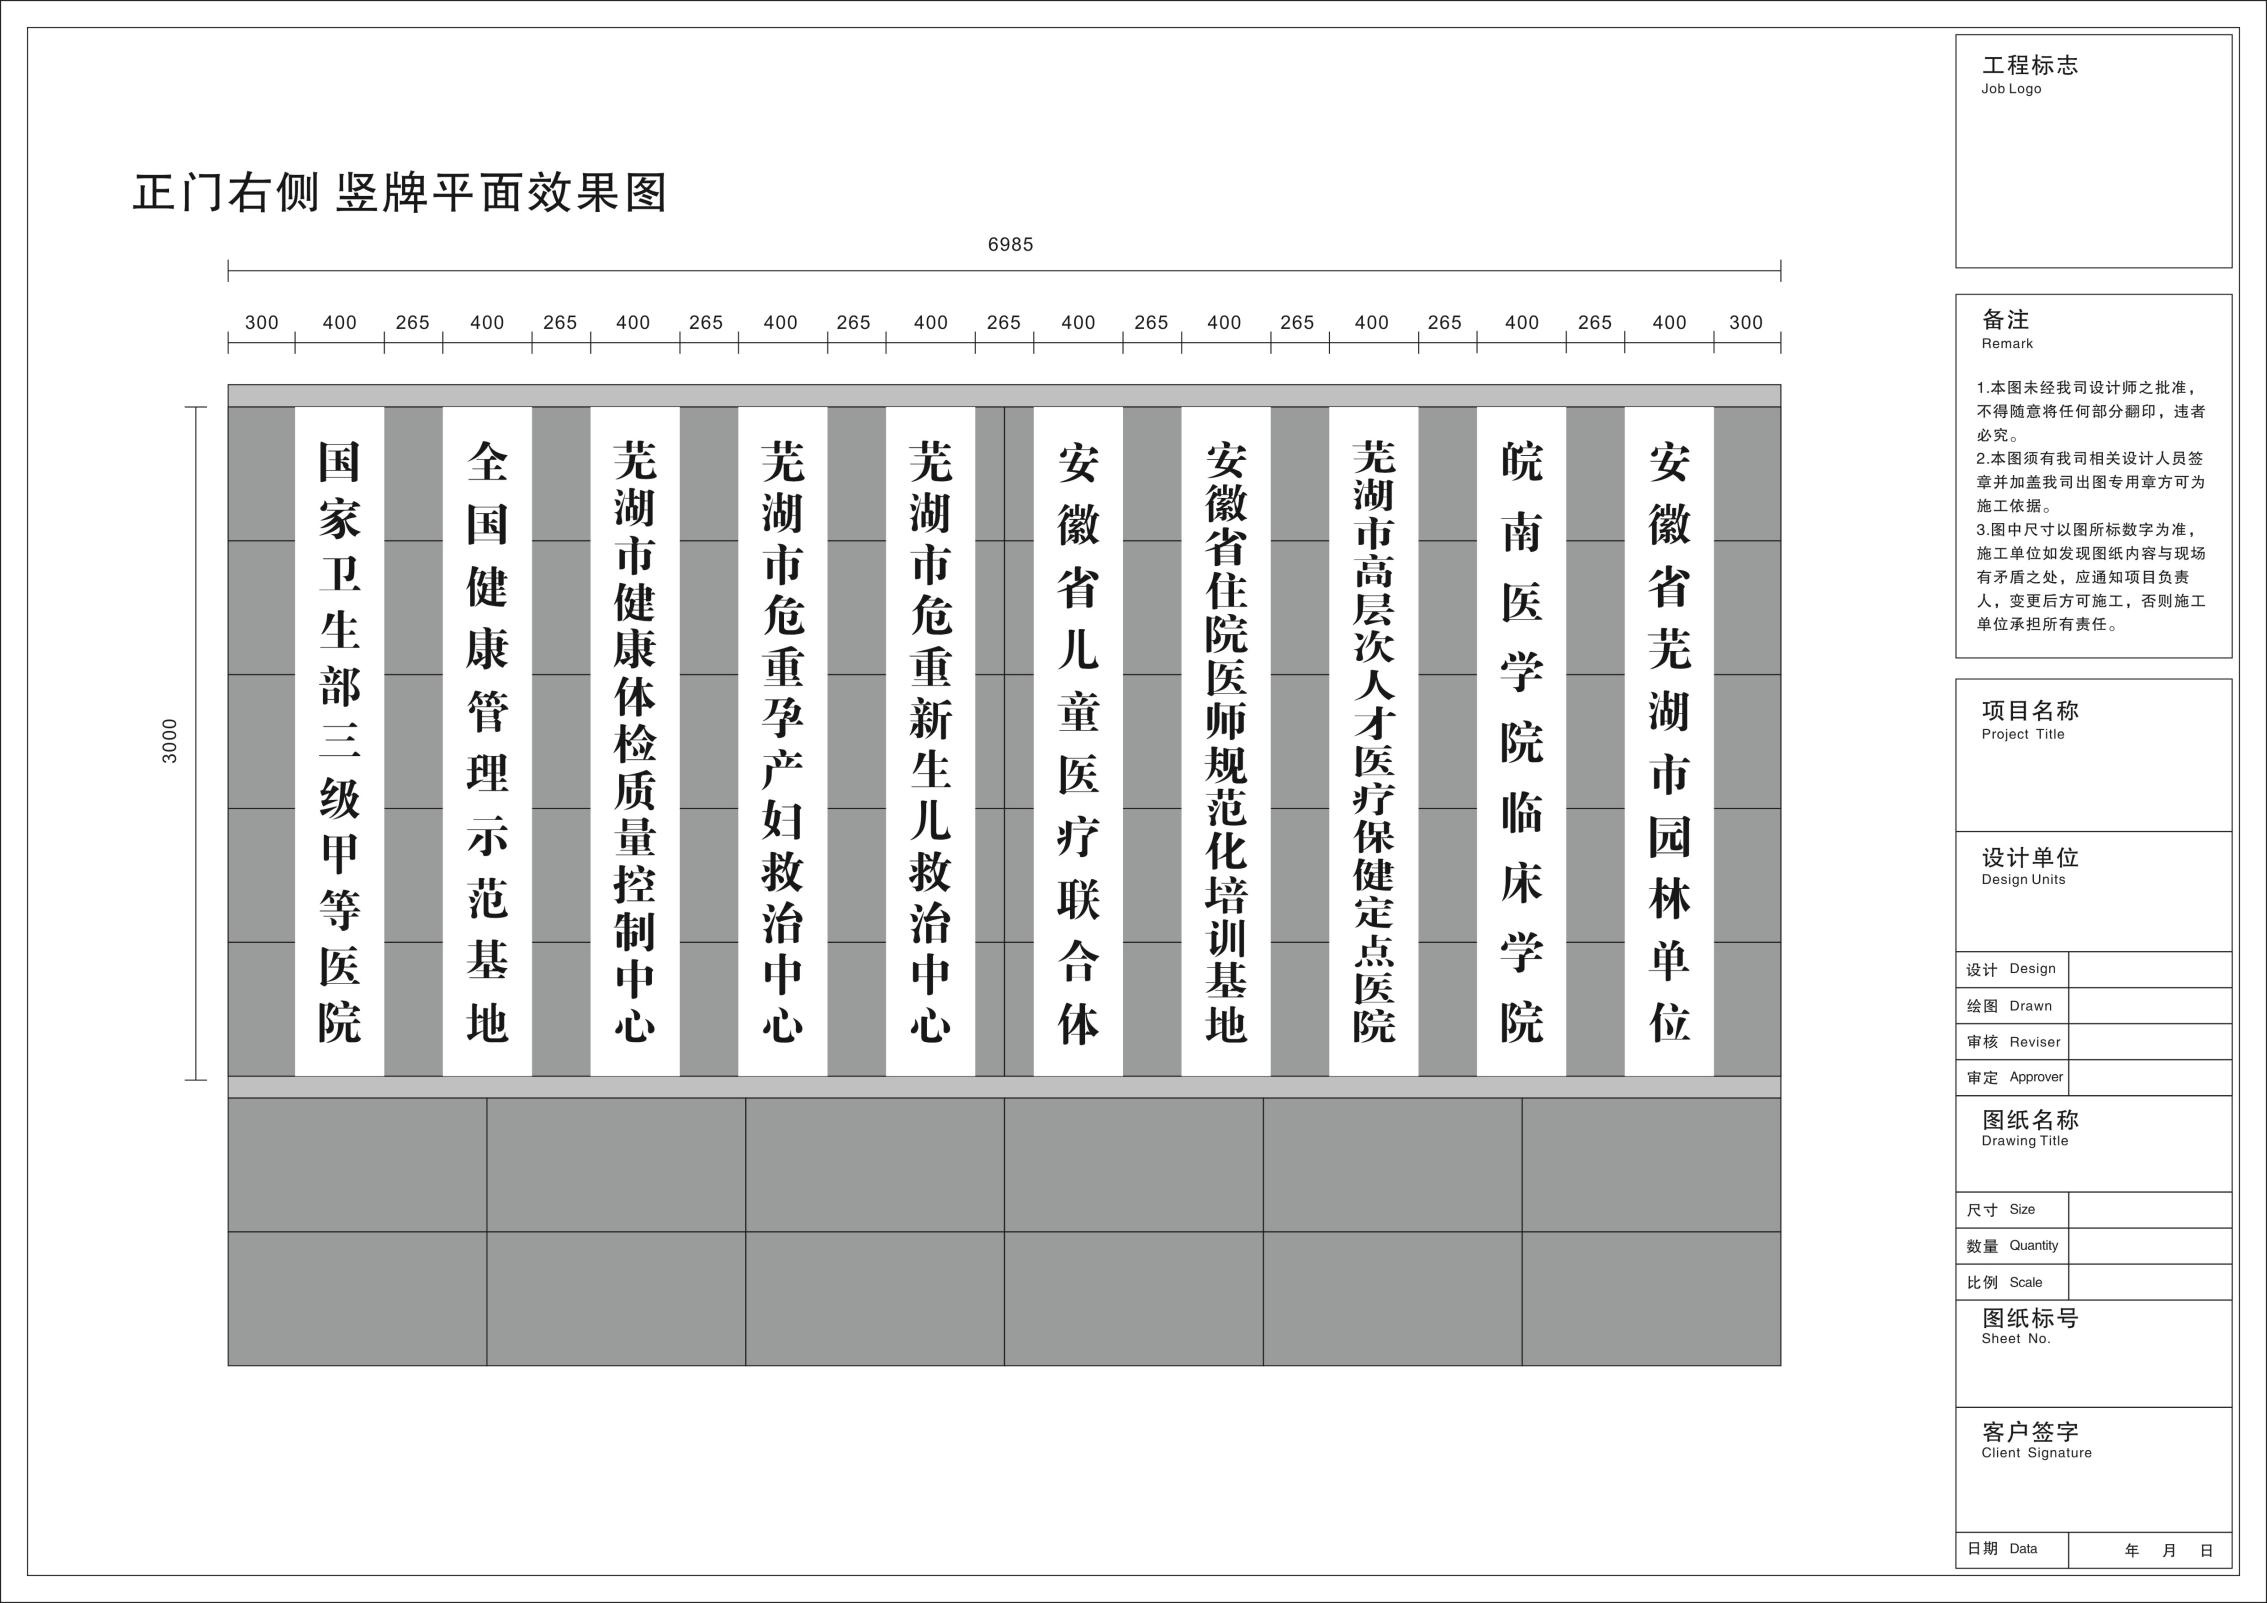 正门右侧 竖牌平面效果图
6985
300 400 265 400 265 400 265 400 265 400 265 400 265 400 265 400 265 400 265 400 300
3000
国家卫生部三级甲等医院
全国健康管理示范基地
芜湖市健康体检质量控制中心
芜湖市危重孕产妇救治中心
芜湖市危重新生儿救治中心
安徽省儿童医疗联合体
安徽省住院医师规范化培训基地
芜湖市高层次人才医疗保健定点医院
皖南医学院临床学院
安徽省芜湖市园林单位
工程标志
Job Logo
备注
Remark
1.本图未经我司设计师之批准，
不得随意将任何部分翻印，违者
必究。
2.本图须有我司相关设计人员签
章并加盖我司出图专用章方可为
施工依据。
3.图中尺寸以图所标数字为准，
施工单位如发现图纸内容与现场
有矛盾之处，应通知项目负责
人，变更后方可施工，否则施工
单位承担所有责任。
项目名称
Project Title
设计单位
Design Units
设计 Design
绘图 Drawn
审核 Reviser
审定 Approver
图纸名称
Drawing Title
尺寸 Size
数量 Quantity
比例 Scale
图纸标号
Sheet No.
客户签字
Client Signature
日期 Data 年 月 日